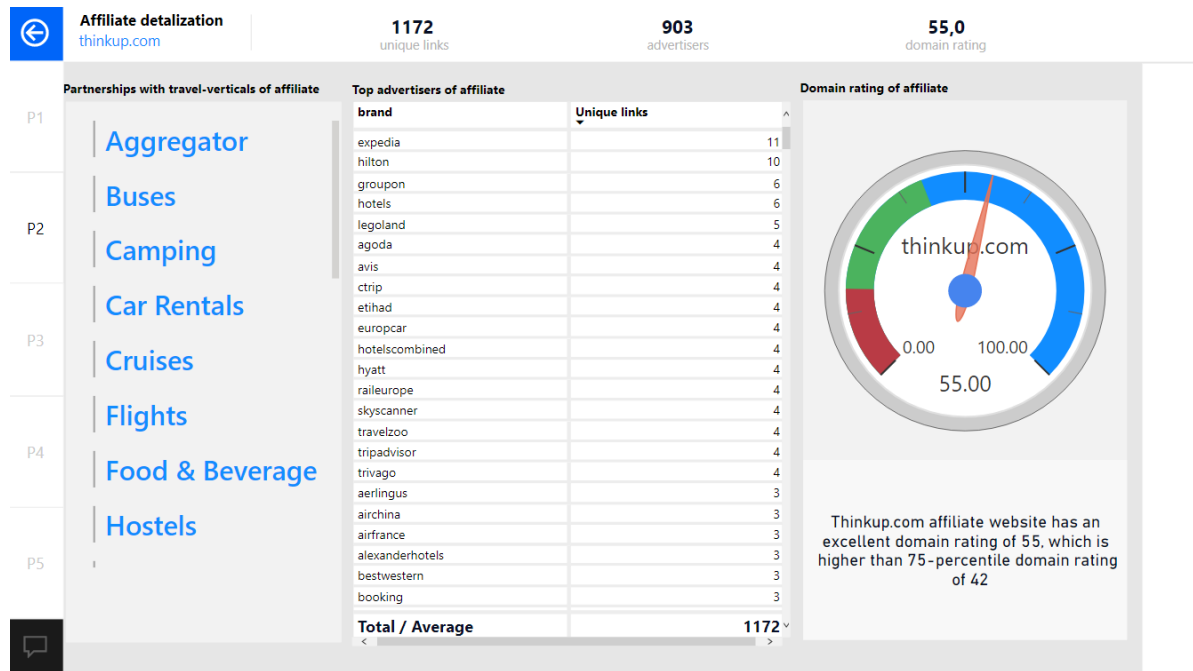 Affiliate detalization
thinkup.com
1172
unique links
903
advertisers
55,0
domain rating
P1
P2
P3
P4
P5
Partnerships with travel-verticals of affiliate
Aggregator
Buses
Camping
Car Rentals
Cruises
Flights
Food & Beverage
Hostels
Top advertisers of affiliate
brand Unique links
expedia 11
hilton 10
groupon 6
hotels 6
legoland 5
agoda 4
avis 4
ctrip 4
etihad 4
europcar 4
hotelscombined 4
hyatt 4
raileurope 4
skyscanner 4
travelzoo 4
tripadvisor 4
trivago 4
aerlingus 3
airchina 3
airfrance 3
alexanderhotels 3
bestwestern 3
booking 3
Total / Average 1172
Domain rating of affiliate
thinkup.com
0.00 100.00
55.00
Thinkup.com affiliate website has an
excellent domain rating of 55, which is
higher than 75-percentile domain rating
of 42